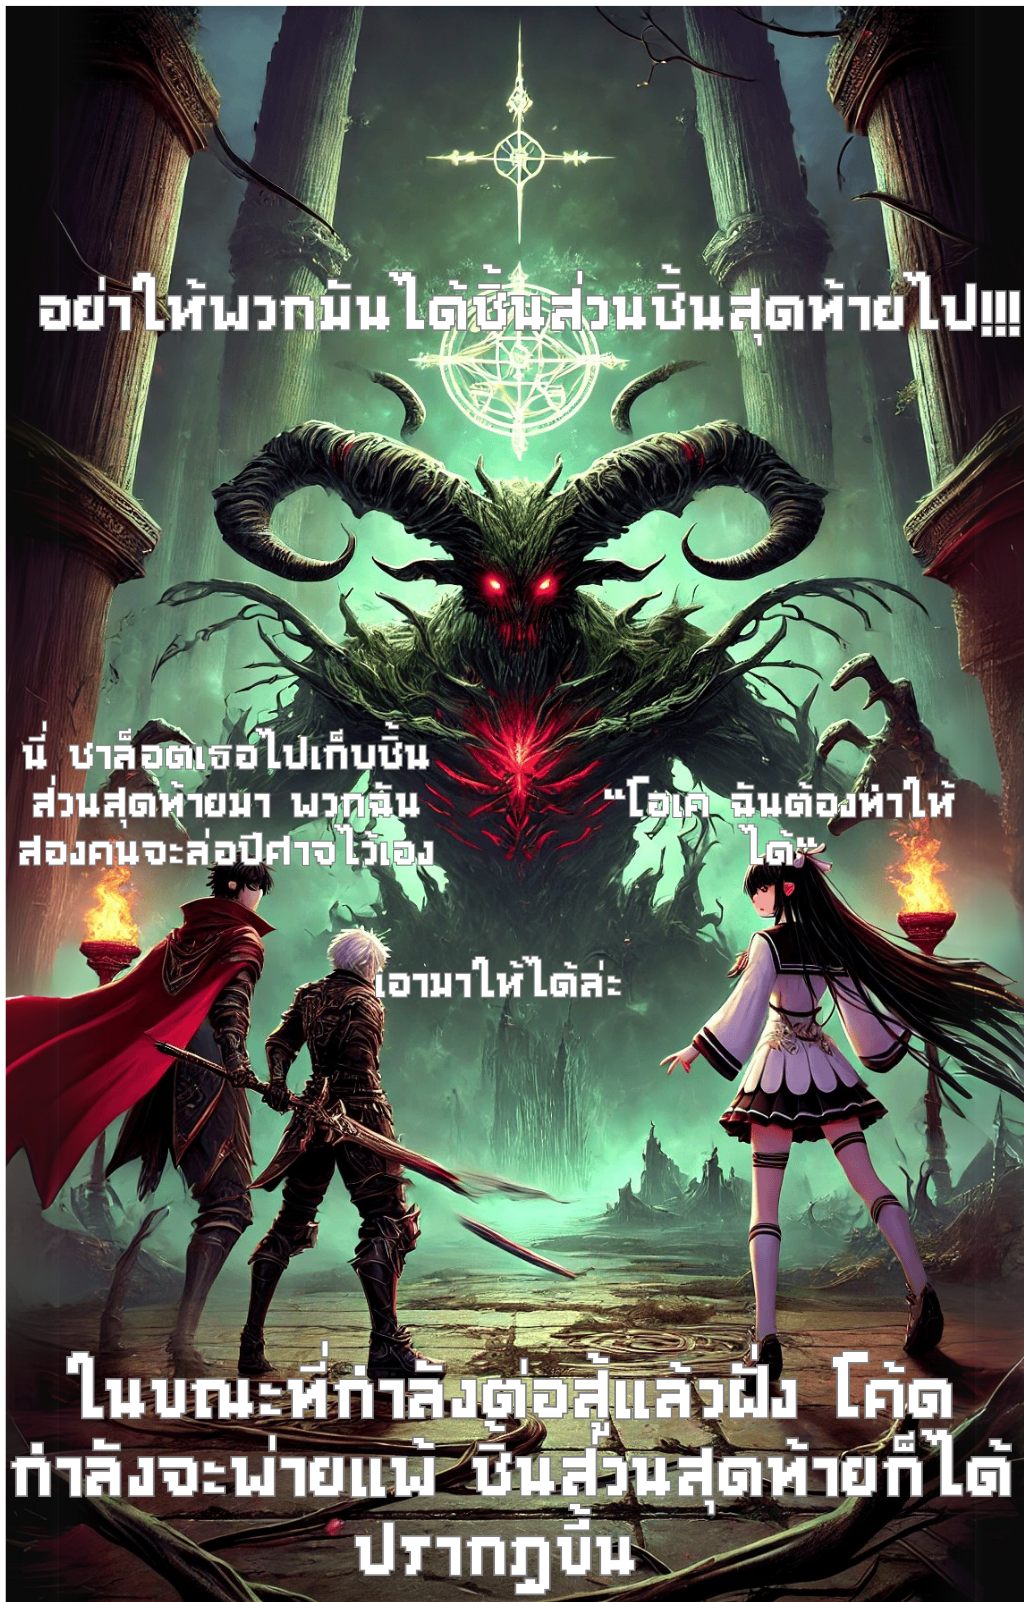 อย่าให้พวกมันได้ชิ้นส่วนชิ้นสุดท้ายไป!!!
นี่ ชาล็อตเธอไปเก็บชิ้น
ส่วนสุดท้ายมา พวกฉัน
สองคนจะล่อปีศาจไว้เอง
“โอเค ฉันต้องทำให้
ได้“
เอามาให้ได้ล่ะ
ในขณะที่กำลังต่อสู้แล้วฝั่ง โค้ด
กำลังจะพ่ายแพ้ ชิ้นส่วนสุดท้ายก็ได้
ปรากฎขึ้น